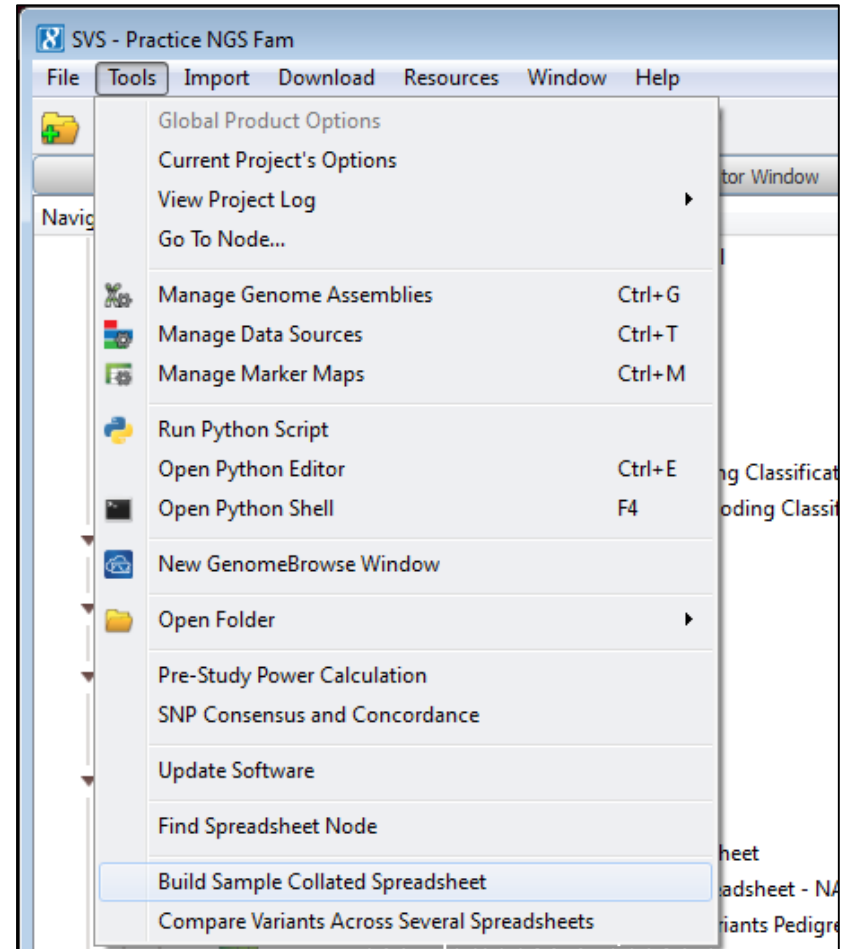 SVS - Practice NGS Fam
File Tools Import Download Resources Window Help
Global Product Options
Current Project's Options
tor Window
View Project Log
Navig
Go To Node...
Manage Genome Assemblies Ctrl+G
Manage Data Sources Ctrl+T
Manage Marker Maps Ctrl+M
Run Python Script
Open Python Editor Ctrl+E
ng Classificat
Open Python Shell F4
oding Classif
New GenomeBrowse Window
Open Folder
Pre-Study Power Calculation
SNP Consensus and Concordance
Update Software
Find Spreadsheet Node
heet
Build Sample Collated Spreadsheet
adsheet - NA
Compare Variants Across Several Spreadsheets
riants Pedigre